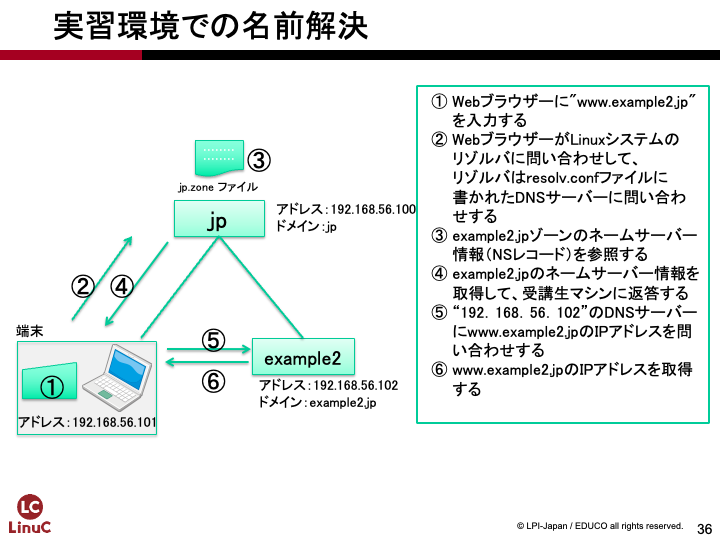 実習環境での名前解決
① Webブラウザーに"www.example2.jp"
を入力する
② WebブラウザーがLinuxシステムの
リゾルバに問い合わせして、
リゾルバはresolv.confファイルに
書かれたDNSサーバーに問い合わ
せする
③ example2.jpゾーンのネームサーバー
情報（NSレコード）を参照する
④ example2.jpのネームサーバー情報を
取得して、受講生マシンに返答する
⑤ “192．168．56．102”のDNSサーバー
にwww.example2.jpのIPアドレスを問
い合わせする
⑥ www.example2.jpのIPアドレスを取得
する
③
jp.zone ファイル
jp
アドレス：192.168.56.100
ドメイン：jp
② ④
端末
①
アドレス：192.168.56.101
⑤
⑥
example2
アドレス：192.168.56.102
ドメイン：example2.jp
LC
LinuC
© LPI-Japan / EDUCO all rights reserved.
36